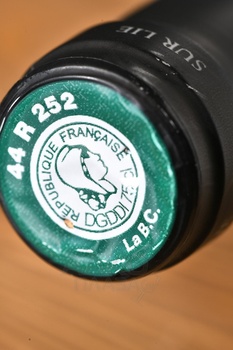 SUR LIE
44 R 252
RÉPUBLIQUE FRANÇAISE
DGDDI
La B.C.